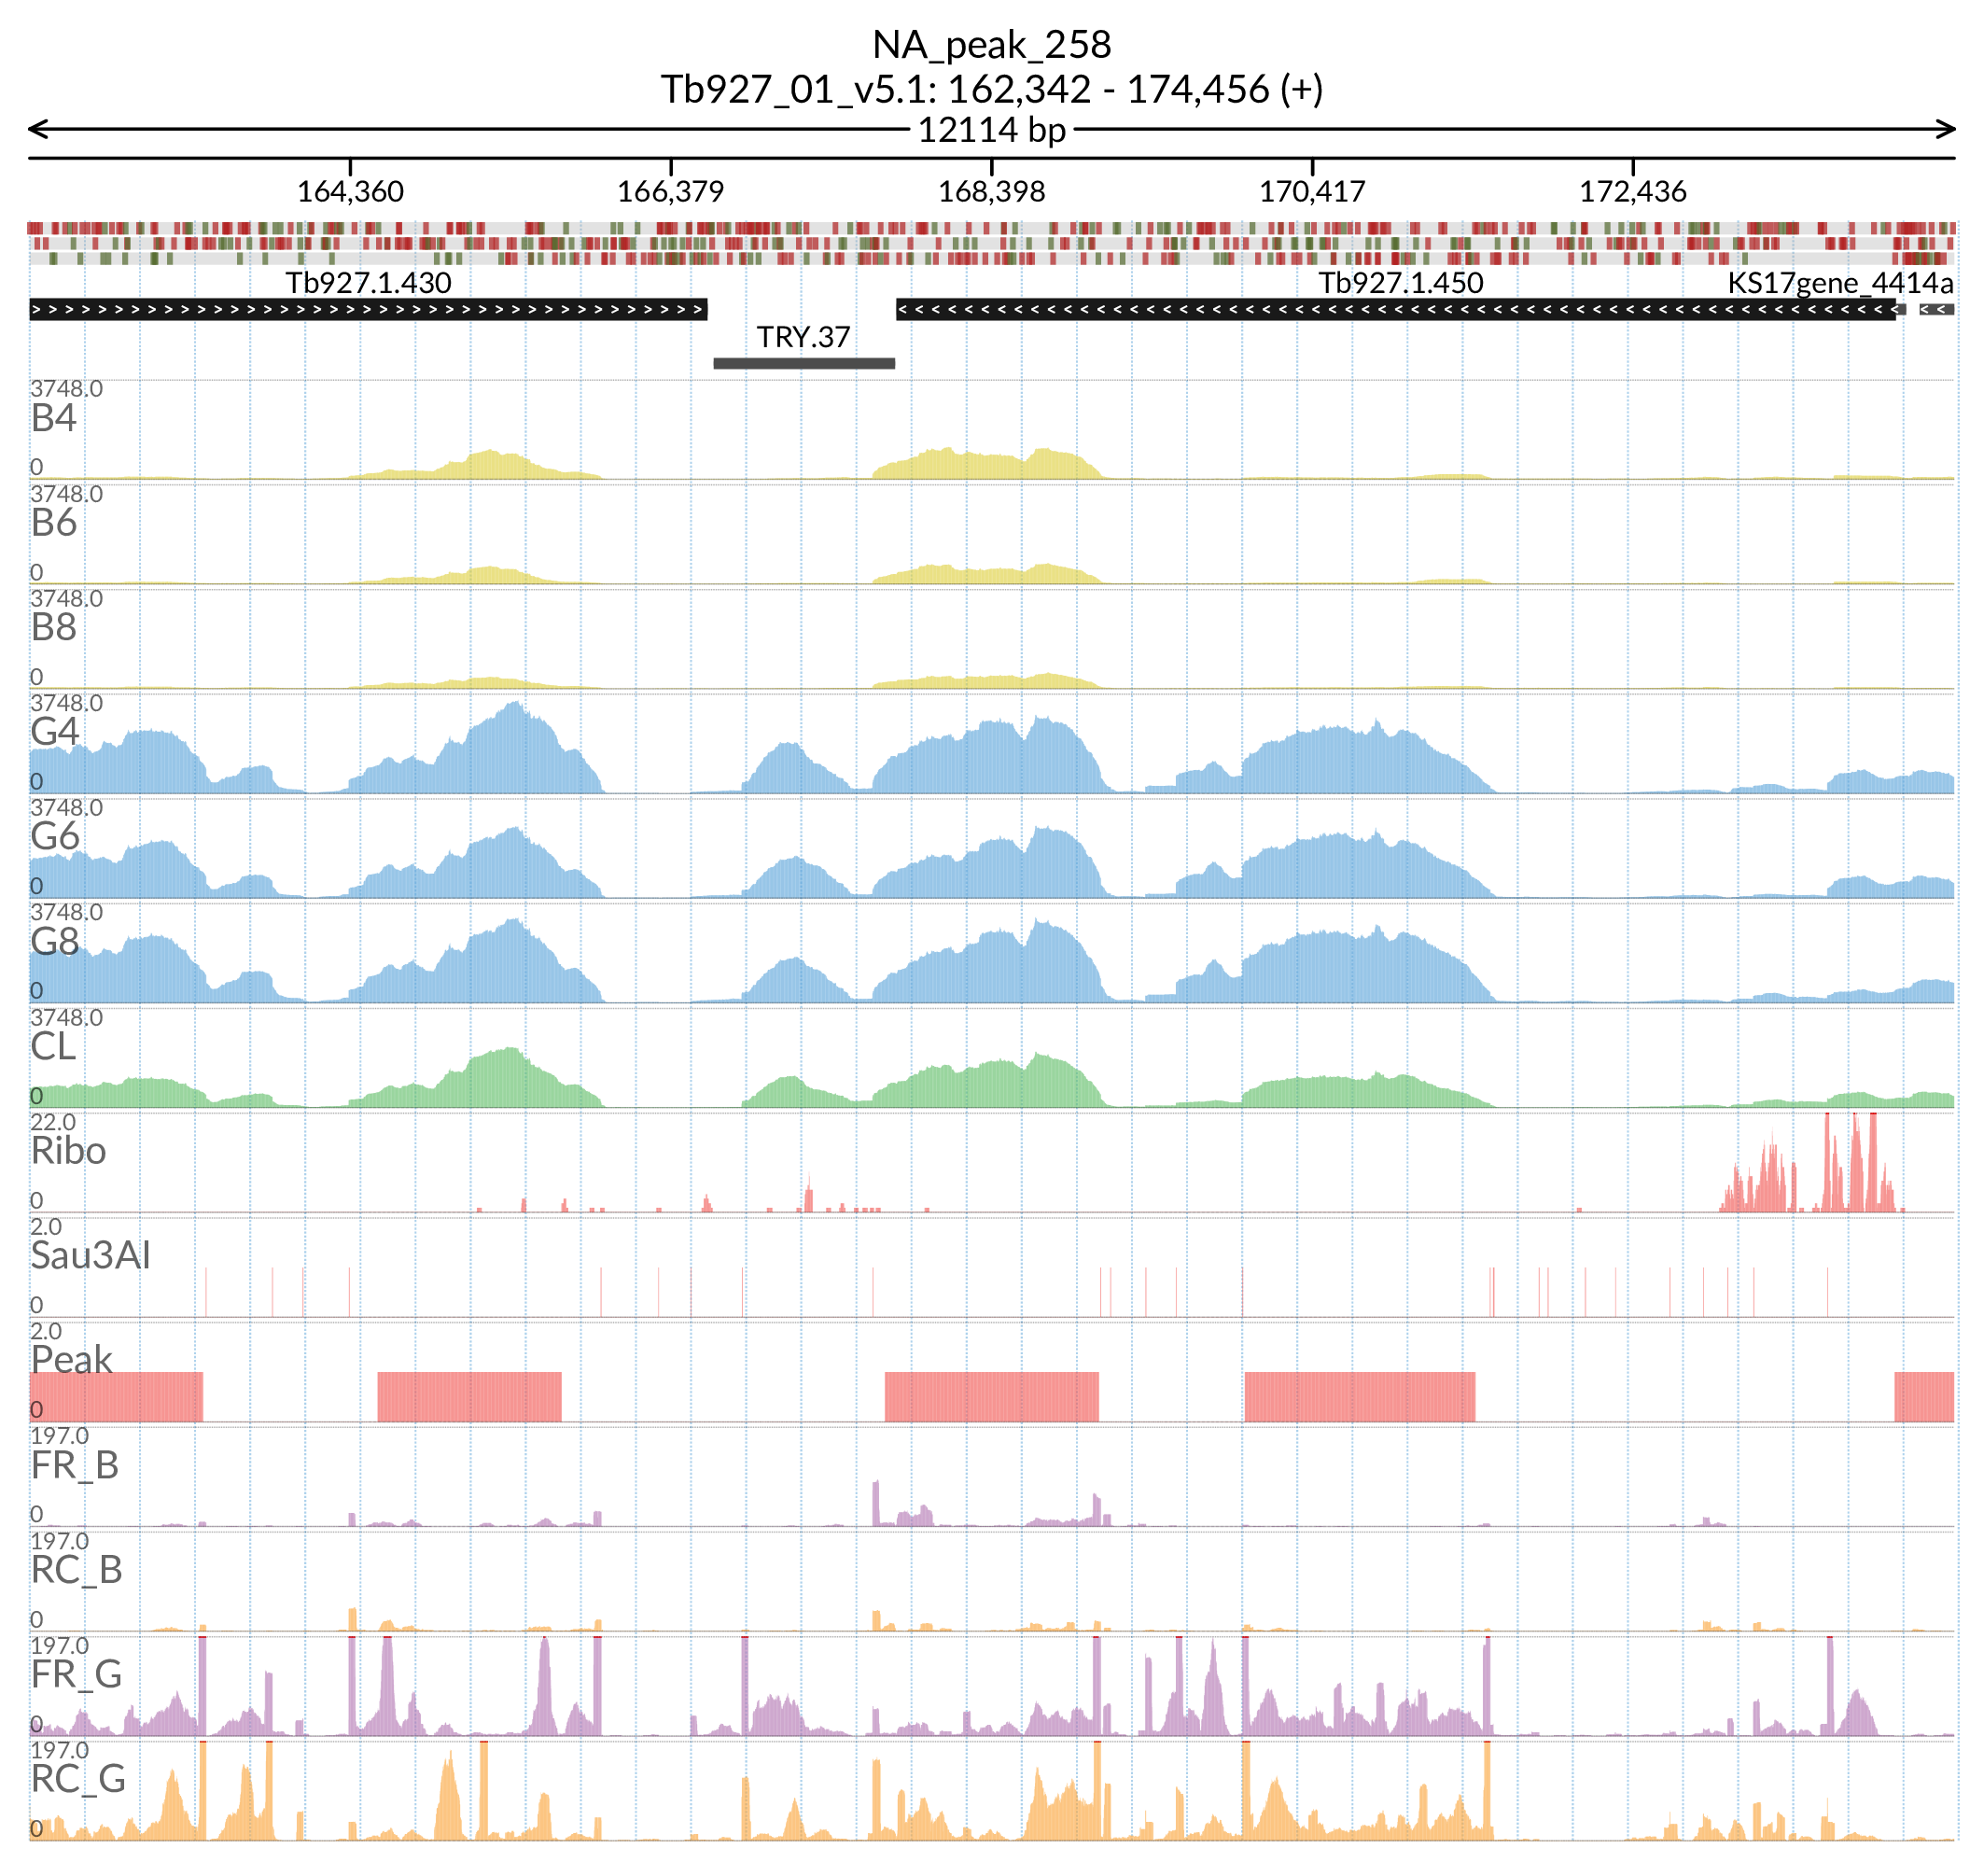 NA_peak_258
Tb927_01_v5.1: 162,342 - 174,456 (+)
12114 bp
164,360 166,379 168,398 170,417 172,436
Tb927.1.430 Tb927.1.450 KS17gene_4414a
TRY.37
3748.0
B4
0
3748.0
B6
0
3748.0
B8
0
3748.0
G4
0
3748.0
G6
0
3748.0
G8
0
3748.0
CL
0
22.0
Ribo
0
2.0
Sau3AI
0
2.0
Peak
0
197.0
FR_B
0
197.0
RC_B
0
197.0
FR_G
0
197.0
RC_G
0